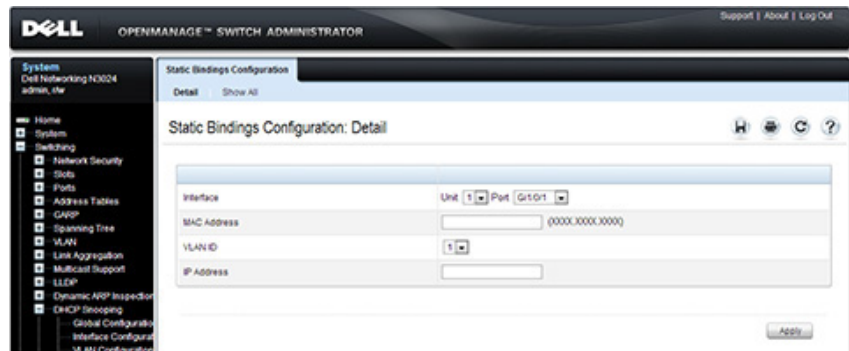 Support | About | Log Out
DELL OPENMANAGE™ SWITCH ADMINISTRATOR
System
Dell Networking N3024
admin, r/w
Home
System
Switching
Network Security
Slots
Ports
Address Tables
GARP
Spanning Tree
VLAN
Link Aggregation
Multicast Support
LLDP
Dynamic ARP Inspection
DHCP Snooping
Global Configuratio
Interface Configurat
VLAN Configuration
Static Bindings Configuration
Detail Show All
Static Bindings Configuration: Detail
Interface Unit 1 Port Gi1/0/1
MAC Address (XXXX.XXXX.XXXX)
VLAN ID 1
IP Address
Apply